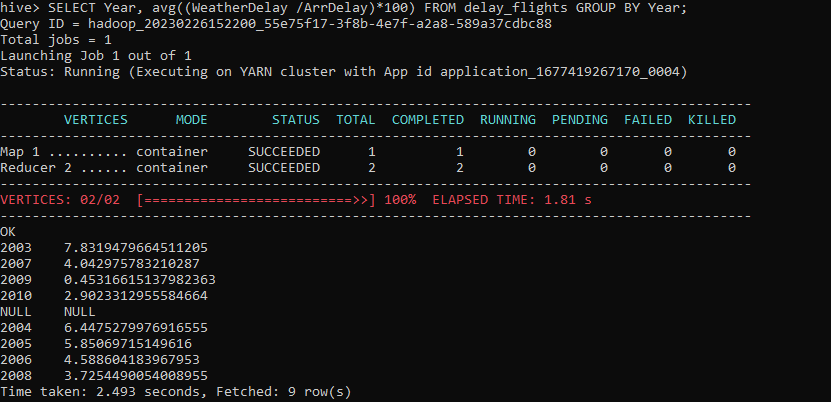 hive> SELECT Year, avg((WeatherDelay /ArrDelay)*100) FROM delay_flights GROUP BY Year;
Query ID = hadoop_20230226152200_55e75f17-3f8b-4e7f-a2a8-589a37cdbc88
Total jobs = 1
Launching Job 1 out of 1
Status: Running (Executing on YARN cluster with App id application_1677419267170_0004)
----------------------------------------------------------------------------------------------
        VERTICES      MODE        STATUS  TOTAL  COMPLETED  RUNNING  PENDING  FAILED  KILLED
----------------------------------------------------------------------------------------------
Map 1 .......... container     SUCCEEDED      1          1        0        0       0       0
Reducer 2 ...... container     SUCCEEDED      2          2        0        0       0       0
----------------------------------------------------------------------------------------------
VERTICES: 02/02  [==========================>>] 100%  ELAPSED TIME: 1.81 s
----------------------------------------------------------------------------------------------
OK
2003    7.8319479664511205
2007    4.042975783210287
2009    0.45316615137982363
2010    2.9023312955584664
NULL    NULL
2004    6.4475279976916555
2005    5.85069715149616
2006    4.588604183967953
2008    3.7254490054008955
Time taken: 2.493 seconds, Fetched: 9 row(s)